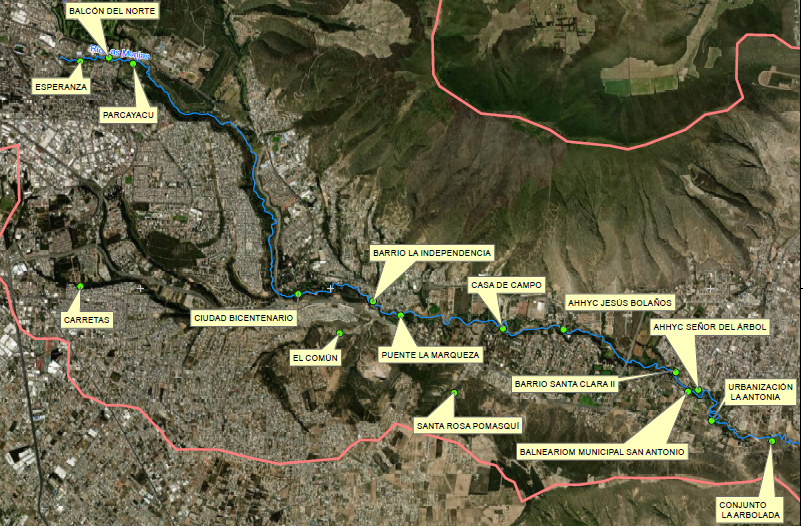 BALCÓN DEL NORTE
ESPERANZA
PARCAYACU
BARRIO LA INDEPENDENCIA
CASA DE CAMPO
CARRETAS
CIUDAD BICENTENARIO
AHHYC JESÚS BOLAÑOS
AHHYC SEÑOR DEL ÁRBOL
EL COMÚN
PUENTE LA MARQUEZA
BARRIO SANTA CLARA II
URBANIZACIÓN
LA ANTONIA
SANTA ROSA POMASQUÍ
BALNEARIOM MUNICIPAL SAN ANTONIO
CONJUNTO
LA ARBOLADA